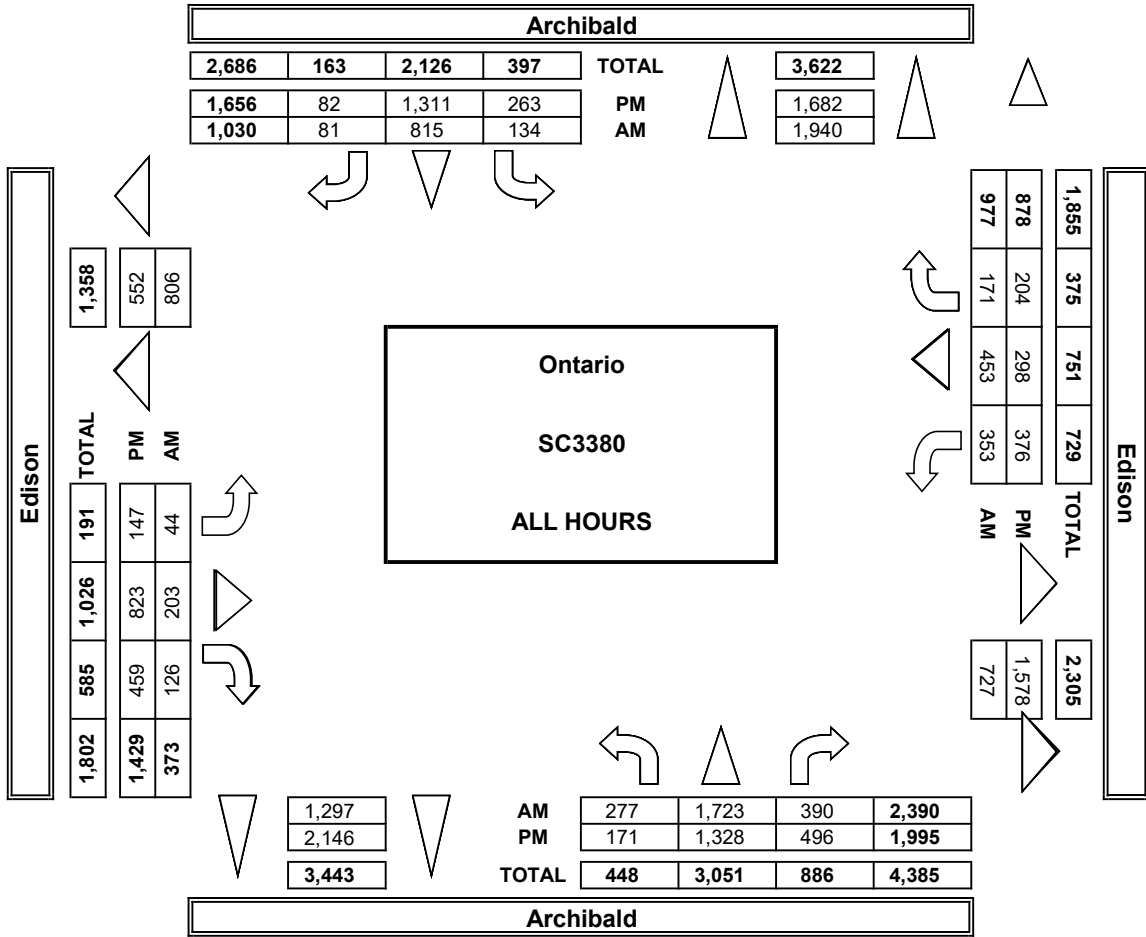 Archibald
2,686 163 2,126 397 TOTAL 3,622
1,656 82 1,311 263 PM 1,682
1,030 81 815 134 AM 1,940
Edison
1,358
552
806
TOTAL 191 1,026 585 1,802
PM 147 823 459 1,429
AM 44 203 126 373
Ontario
SC3380
ALL HOURS
1,855 375 751 729 TOTAL 2,305
878 204 298 376 PM 1,578
977 171 453 353 AM 727
Edison
1,297 AM 277 1,723 390 2,390
2,146 PM 171 1,328 496 1,995
3,443 TOTAL 448 3,051 886 4,385
Archibald